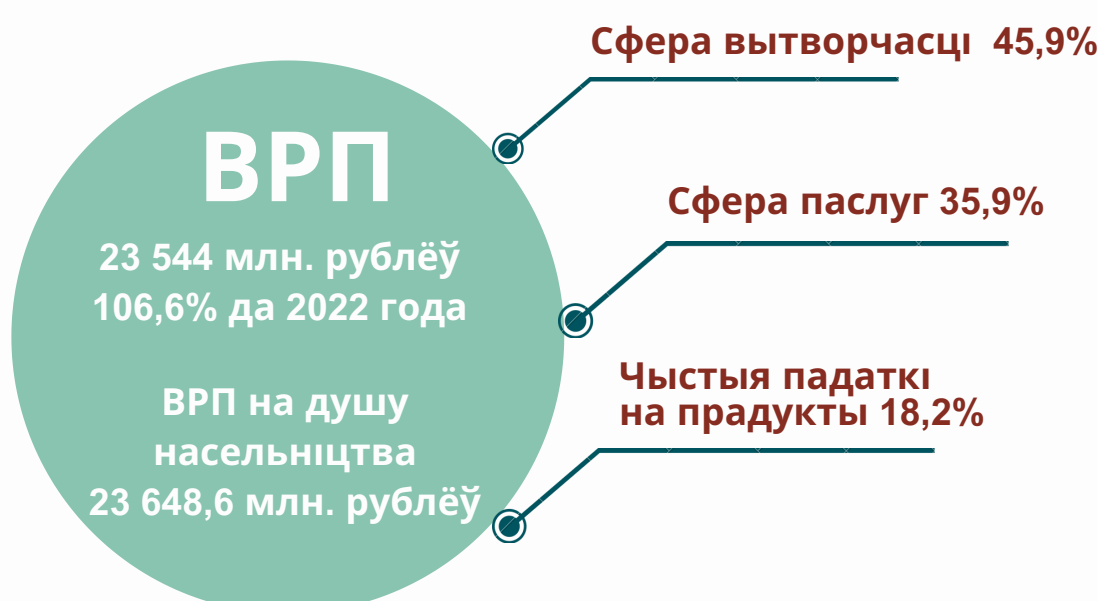 ВРП
23 544 млн. рублёў
106,6% да 2022 года
ВРП на душу
насельніцтва
23 648,6 млн. рублёў
Сфера вытворчасці 45,9%
Сфера паслуг 35,9%
Чыстыя падаткі
на прадукты 18,2%